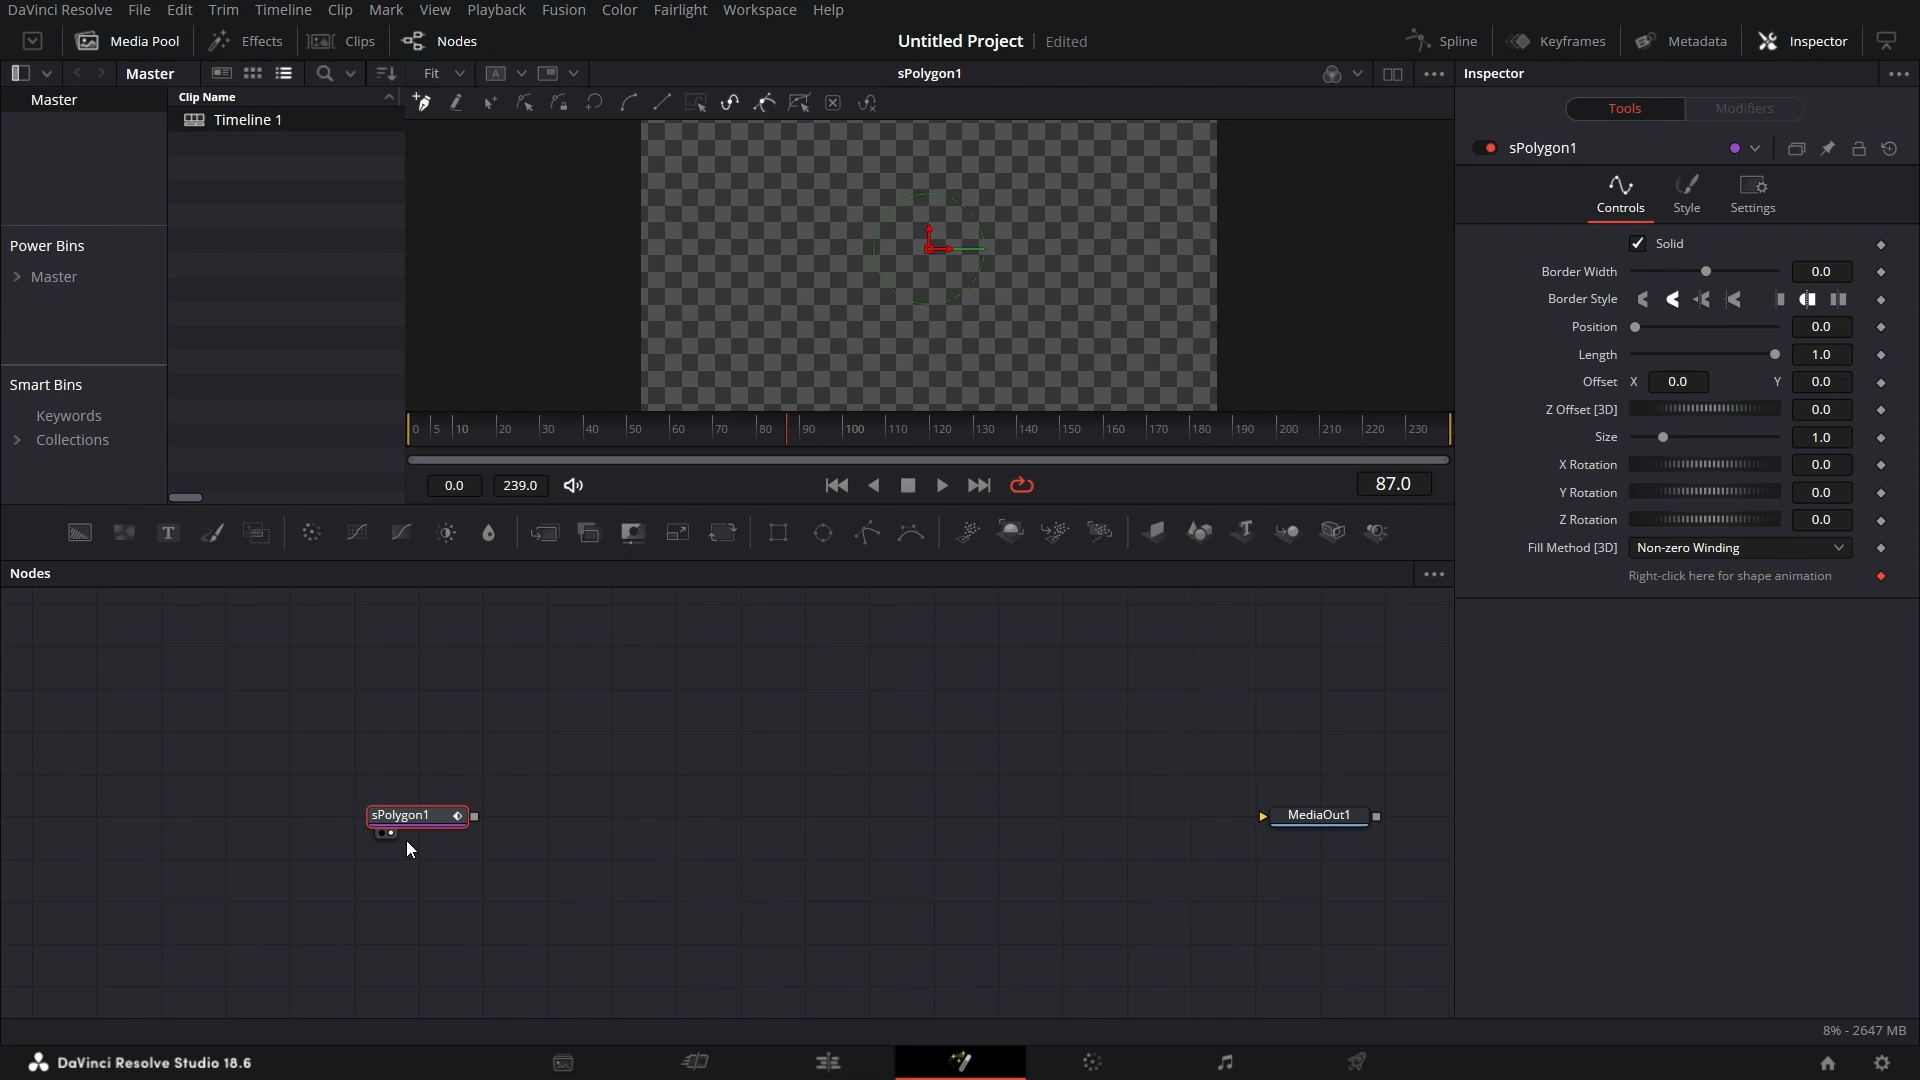 DaVinci Resolve File Edit Trim Timeline Clip Mark View Playback Fusion Color Fairlight Workspace Help
Media Pool Effects Clips Nodes Untitled Project Edited Spline Keyframes Metadata Inspector
Master Fit A sPolygon1 Inspector
Master Clip Name
Timeline 1
Tools Modifiers
sPolygon1
Controls Style Settings
Power Bins
Master
Smart Bins
Keywords
Collections
Solid
Border Width 0.0
Border Style
Position 0.0
Length 1.0
Offset X 0.0 Y 0.0
Z Offset [3D] 0.0
Size 1.0
X Rotation 0.0
Y Rotation 0.0
Z Rotation 0.0
Fill Method [3D] Non-zero Winding
Right-click here for shape animation
0 5 10 20 30 40 50 60 70 80 90 100 110 120 130 140 150 160 170 180 190 200 210 220 230
0.0 239.0 87.0
T T
Nodes
sPolygon1 MediaOut1
8% - 2647 MB
DaVinci Resolve Studio 18.6